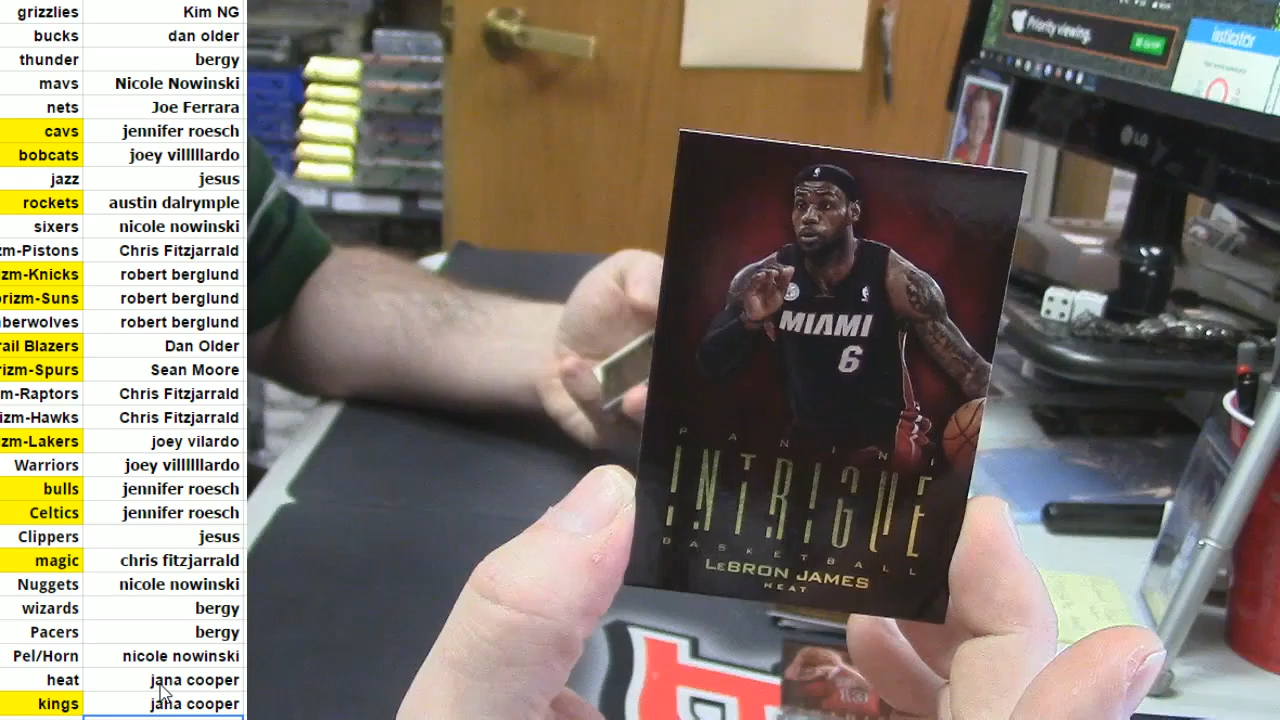 grizzlies Kim NG
bucks dan older
thunder bergy
mavs Nicole Nowinski
nets Joe Ferrara
cavs jennifer roesch
bobcats joey villlllardo
jazz jesus
rockets austin dalrymple
sixers nicole nowinski
zm-Pistons Chris Fitzjarrald
izm-Knicks robert berglund
orizm-Suns robert berglund
nberwolves robert berglund
rail Blazers Dan Older
rizm-Spurs Sean Moore
m-Raptors Chris Fitzjarrald
izm-Hawks Chris Fitzjarrald
zm-Lakers joey vilardo
Warriors joey villlllardo
bulls jennifer roesch
Celtics jennifer roesch
Clippers jesus
magic chris fitzjarrald
Nuggets nicole nowinski
wizards bergy
Pacers bergy
Pel/Horn nicole nowinski
heat jana cooper
kings jana cooper
Priority viewing.
LG
MIAMI
6
PANINI
INTRIGUE
BASKETBALL
LeBRON JAMES
HEAT